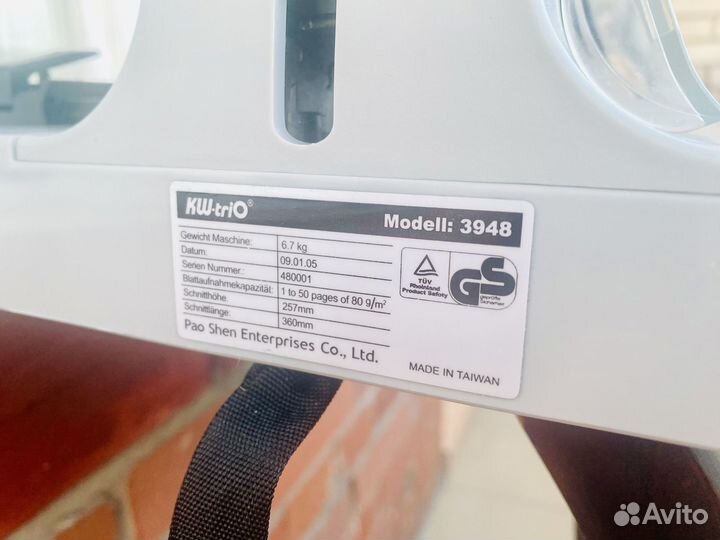 KW-triO®
Modell: 3948
Gewicht Maschine: 6.7 kg
Datum: 09.01.05
Serien Nummer.: 480001
Blattaufnahmekapazität: 1 to 50 pages of 80 g/m²
Schnitthöhe: 257mm
Schnittlänge: 360mm
Pao Shen Enterprises Co., Ltd.
TÜV
Rheinland
Product Safety
GS
geprüfte
Sicherheit
MADE IN TAIWAN
Avito